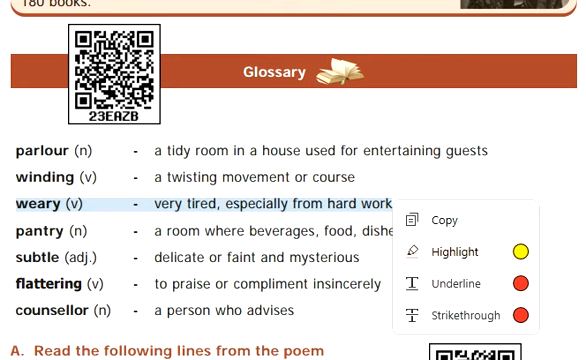 180 books.
Glossary
23EAZB
parlour (n) - a tidy room in a house used for entertaining guests
winding (v) - a twisting movement or course
weary (v) - very tired, especially from hard work
pantry (n) - a room where beverages, food,
subtle (adj.) - delicate or faint and mysterious
flattering (v) - to praise or compliment insincerely
counsellor (n) - a person who advises
Copy
Highlight
Underline
Strikethrough
A. Read the following lines from the poem